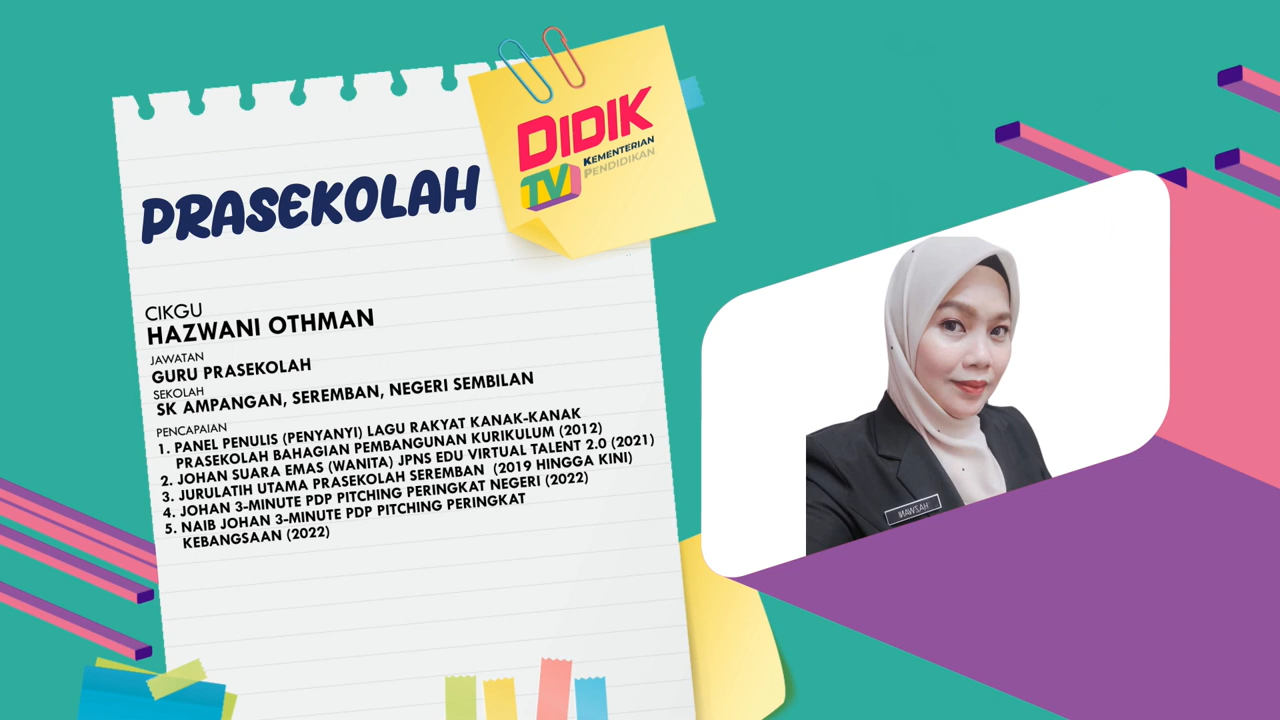 DIDIK
TV
KEMENTERIAN
PENDIDIKAN
PRASEKOLAH
CIKGU
HAZWANI OTHMAN
JAWATAN
GURU PRASEKOLAH
SEKOLAH
SK AMPANGAN, SEREMBAN, NEGERI SEMBILAN
PENCAPAIAN
1. PANEL PENULIS (PENYANYI) LAGU RAKYAT KANAK-KANAK
PRASEKOLAH BAHAGIAN PEMBANGUNAN KURIKULUM (2012)
2. JOHAN SUARA EMAS (WANITA) JPNS EDU VIRTUAL TALENT 2.0 (2021)
3. JURULATIH UTAMA PRASEKOLAH SEREMBAN (2019 HINGGA KINI)
4. JOHAN 3-MINUTE PDP PITCHING PERINGKAT NEGERI (2022)
5. NAIB JOHAN 3-MINUTE PDP PITCHING PERINGKAT
KEBANGSAAN (2022)
HAZWANI